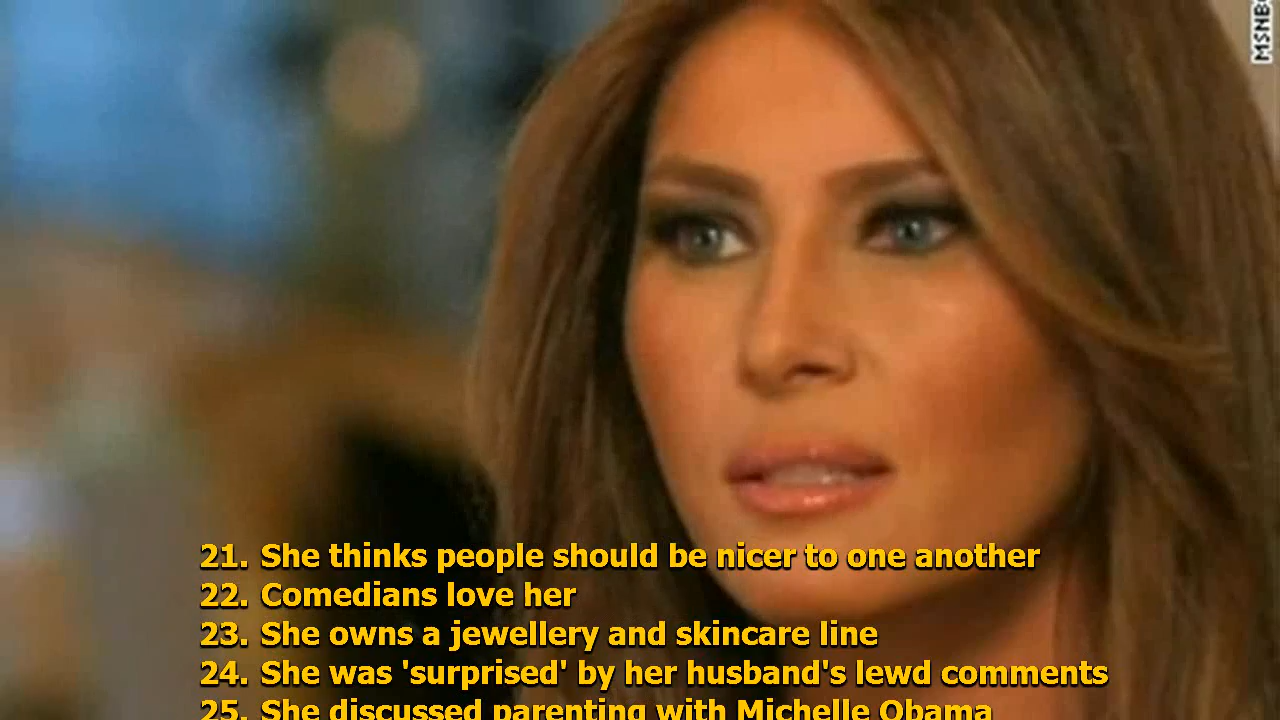 MSNBC
21. She thinks people should be nicer to one another
22. Comedians love her
23. She owns a jewellery and skincare line
24. She was 'surprised' by her husband's lewd comments
25. She discussed parenting with Michelle Obama